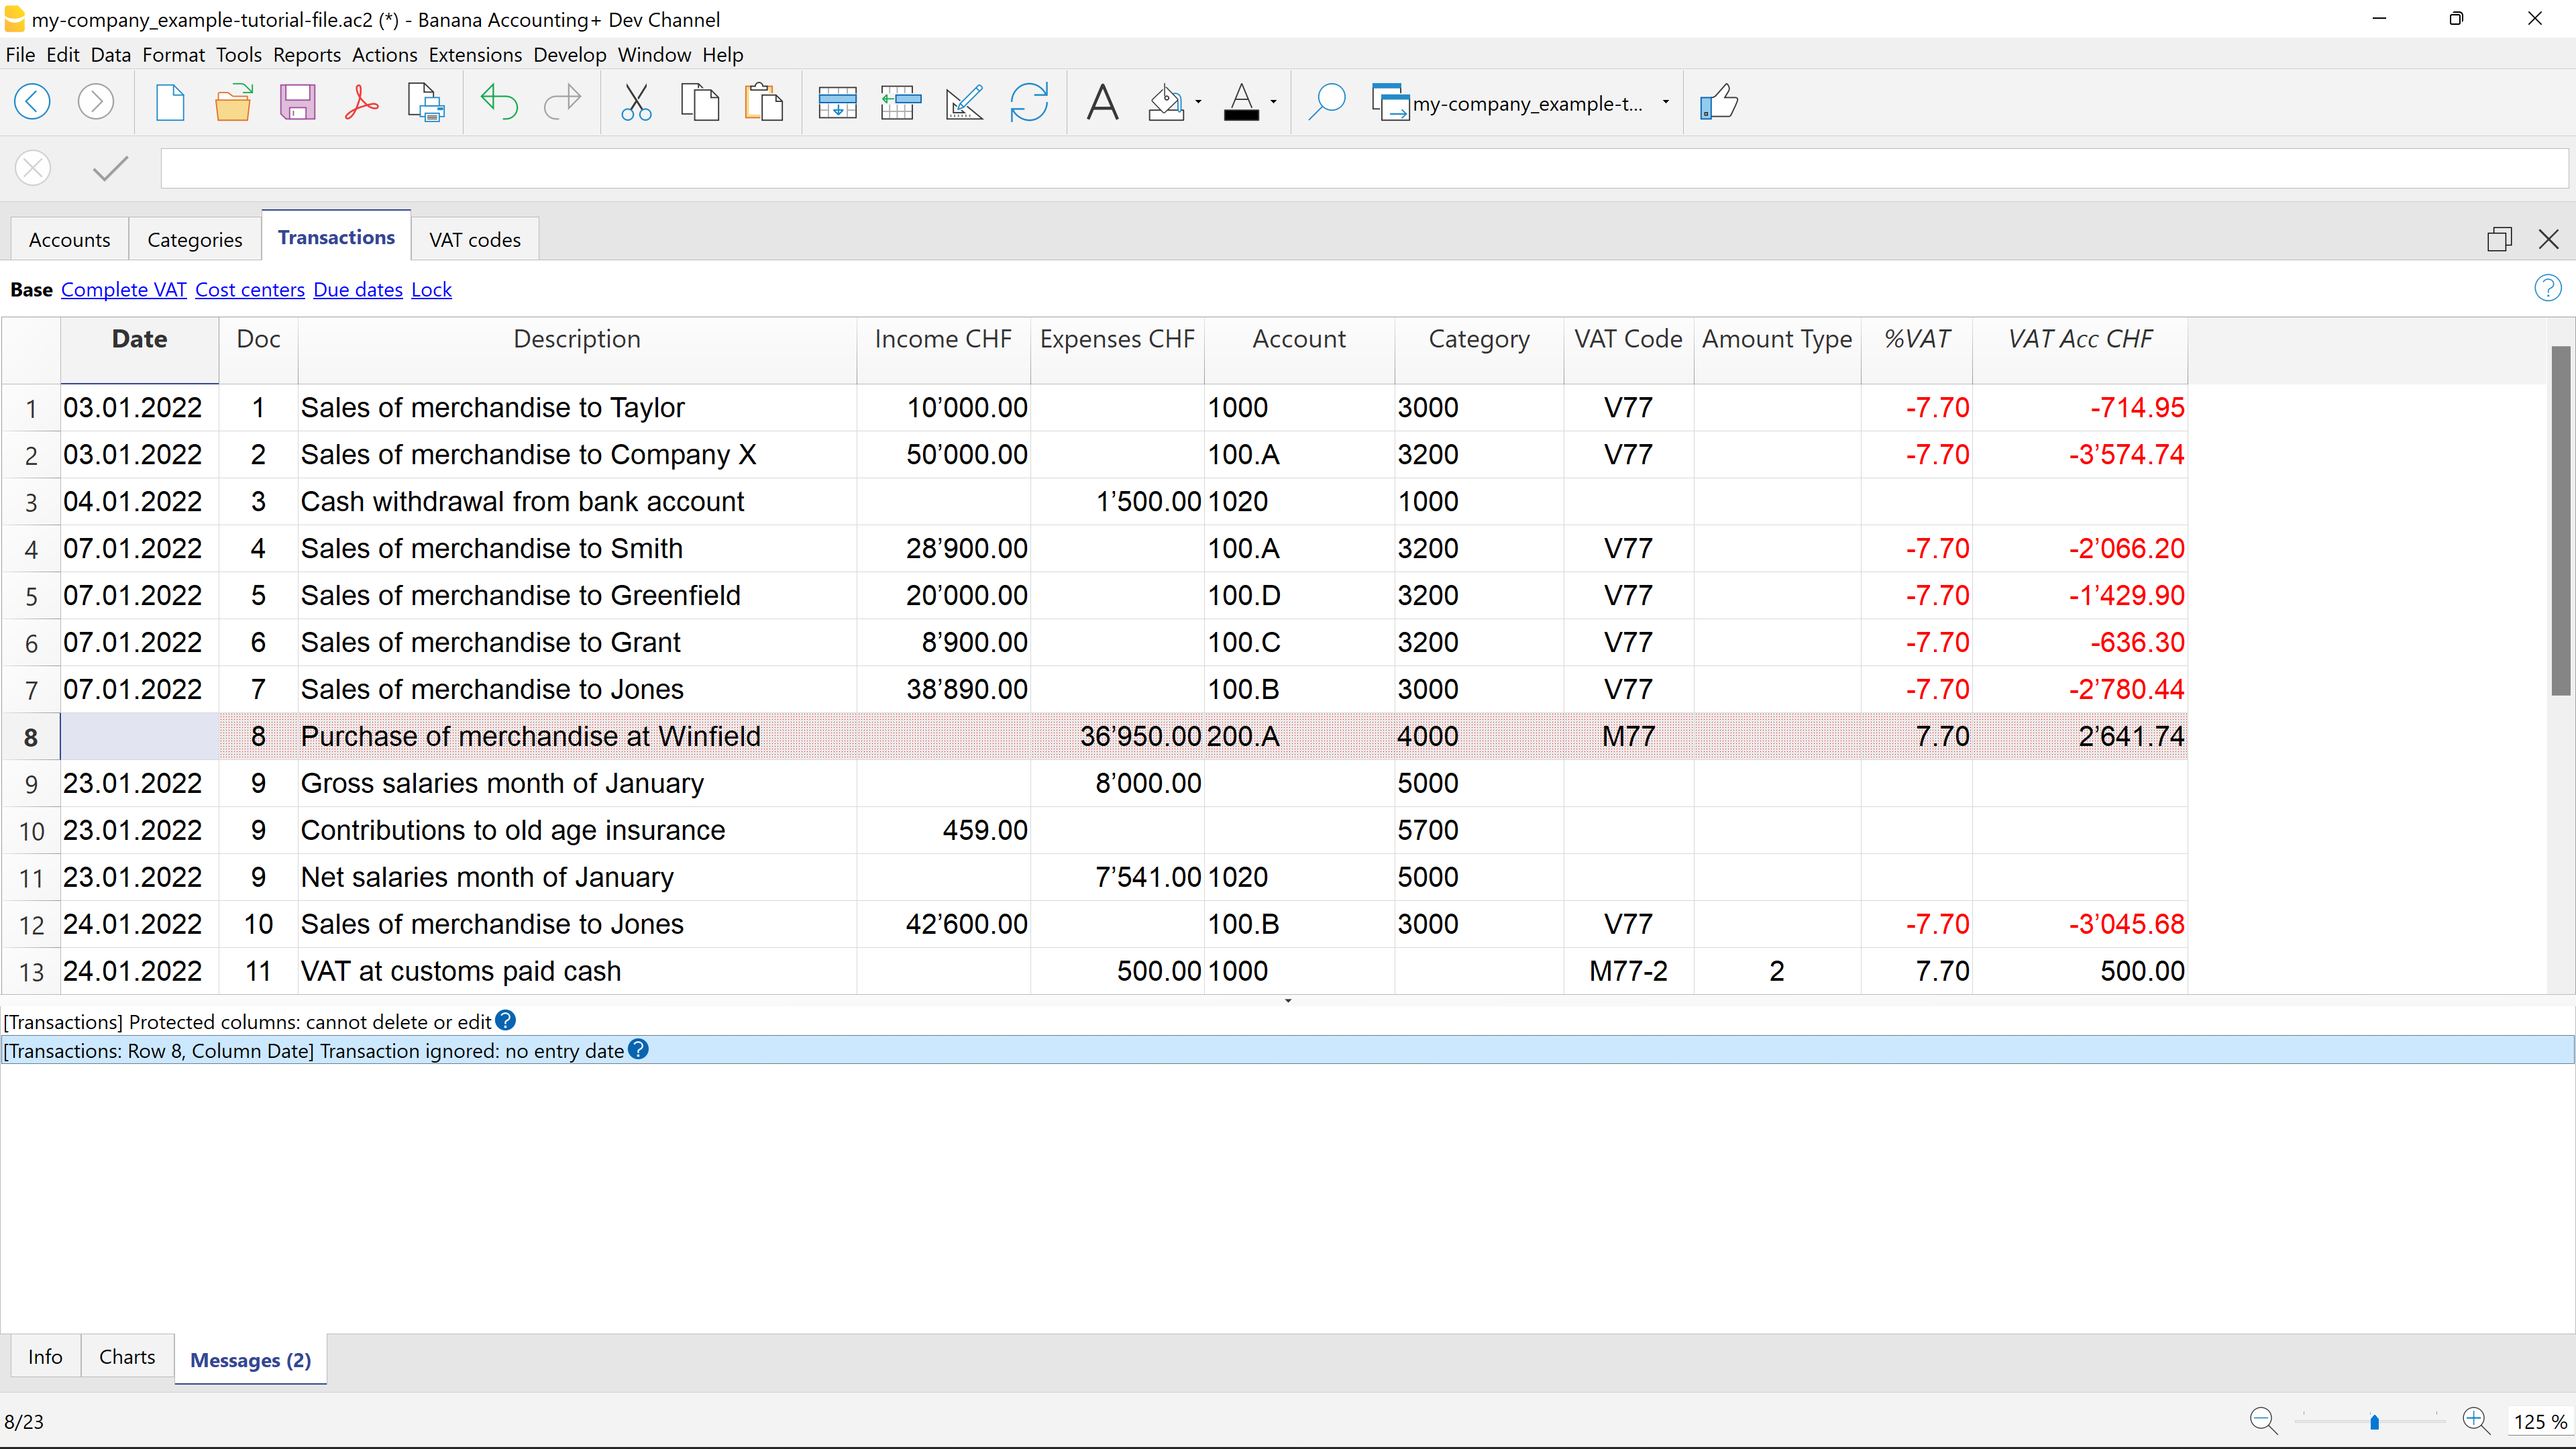 my-company_example-tutorial-file.ac2 (*) - Banana Accounting+ Dev Channel
File Edit Data Format Tools Reports Actions Extensions Develop Window Help
my-company_example-t...
Accounts Categories Transactions VAT codes
Base Complete VAT Cost centers Due dates Lock
Date Doc Description Income CHF Expenses CHF Account Category VAT Code Amount Type %VAT VAT Acc CHF
1 03.01.2022 1 Sales of merchandise to Taylor 10’000.00 1000 3000 V77 -7.70 -714.95
2 03.01.2022 2 Sales of merchandise to Company X 50’000.00 100.A 3200 V77 -7.70 -3’574.74
3 04.01.2022 3 Cash withdrawal from bank account 1’500.00 1020 1000
4 07.01.2022 4 Sales of merchandise to Smith 28’900.00 100.A 3200 V77 -7.70 -2’066.20
5 07.01.2022 5 Sales of merchandise to Greenfield 20’000.00 100.D 3200 V77 -7.70 -1’429.90
6 07.01.2022 6 Sales of merchandise to Grant 8’900.00 100.C 3200 V77 -7.70 -636.30
7 07.01.2022 7 Sales of merchandise to Jones 38’890.00 100.B 3000 V77 -7.70 -2’780.44
8 8 Purchase of merchandise at Winfield 36’950.00 200.A 4000 M77 7.70 2’641.74
9 23.01.2022 9 Gross salaries month of January 8’000.00 5000
10 23.01.2022 9 Contributions to old age insurance 459.00 5700
11 23.01.2022 9 Net salaries month of January 7’541.00 1020 5000
12 24.01.2022 10 Sales of merchandise to Jones 42’600.00 100.B 3000 V77 -7.70 -3’045.68
13 24.01.2022 11 VAT at customs paid cash 500.00 1000 M77-2 2 7.70 500.00
[Transactions] Protected columns: cannot delete or edit
[Transactions: Row 8, Column Date] Transaction ignored: no entry date
Info Charts Messages (2)
8/23 125 %